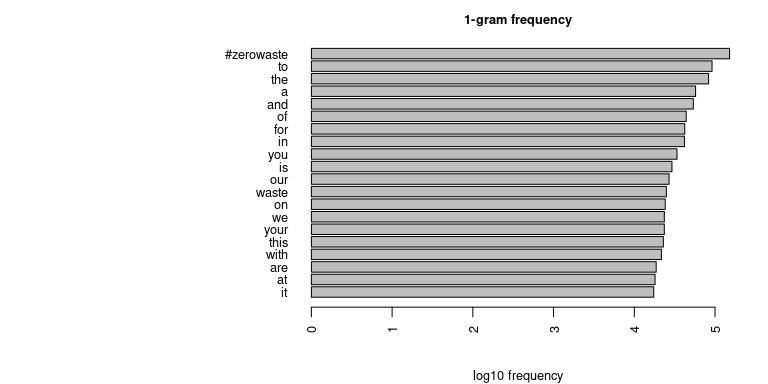 1-gram frequency
#zerowaste
to
the
a
and
of
for
in
you
is
our
waste
on
we
your
this
with
are
at
it
0 1 2 3 4 5
log10 frequency